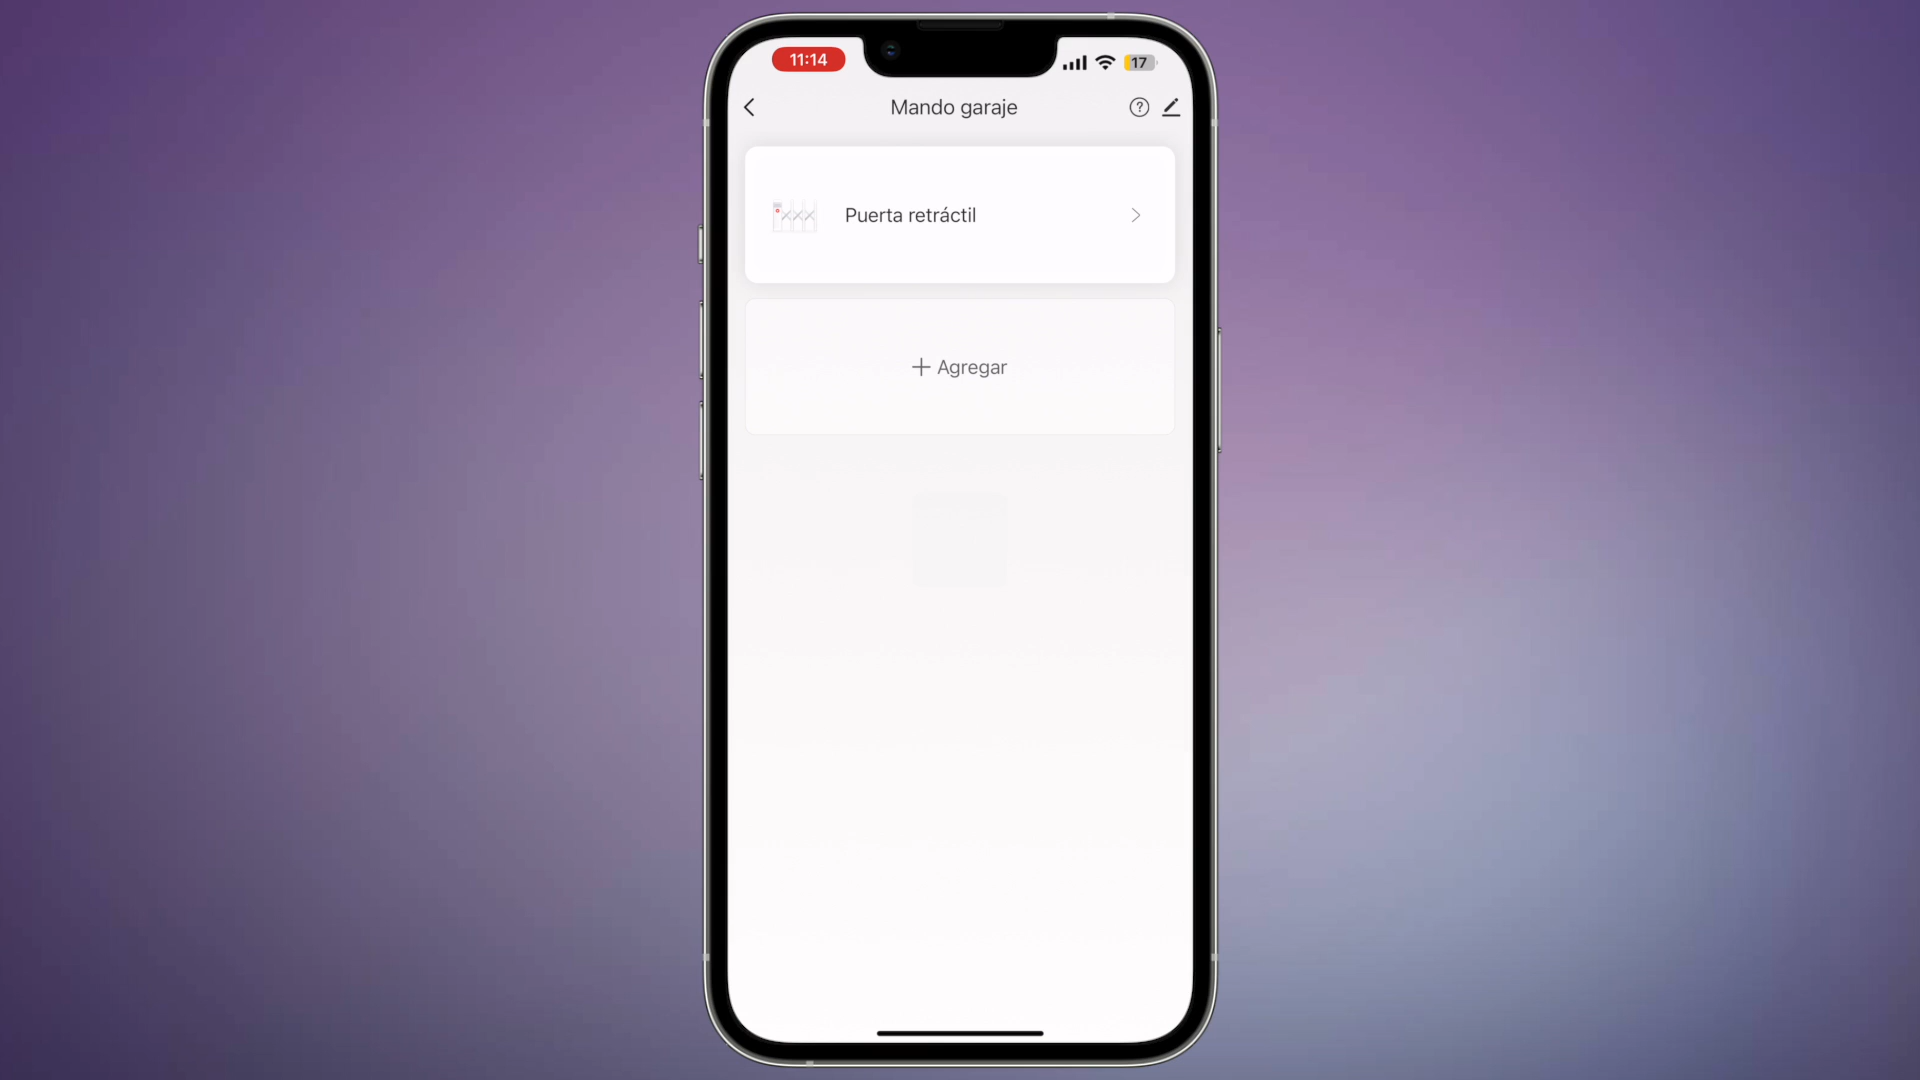 11:14
17
Mando garaje
?
Puerta retráctil
+ Agregar